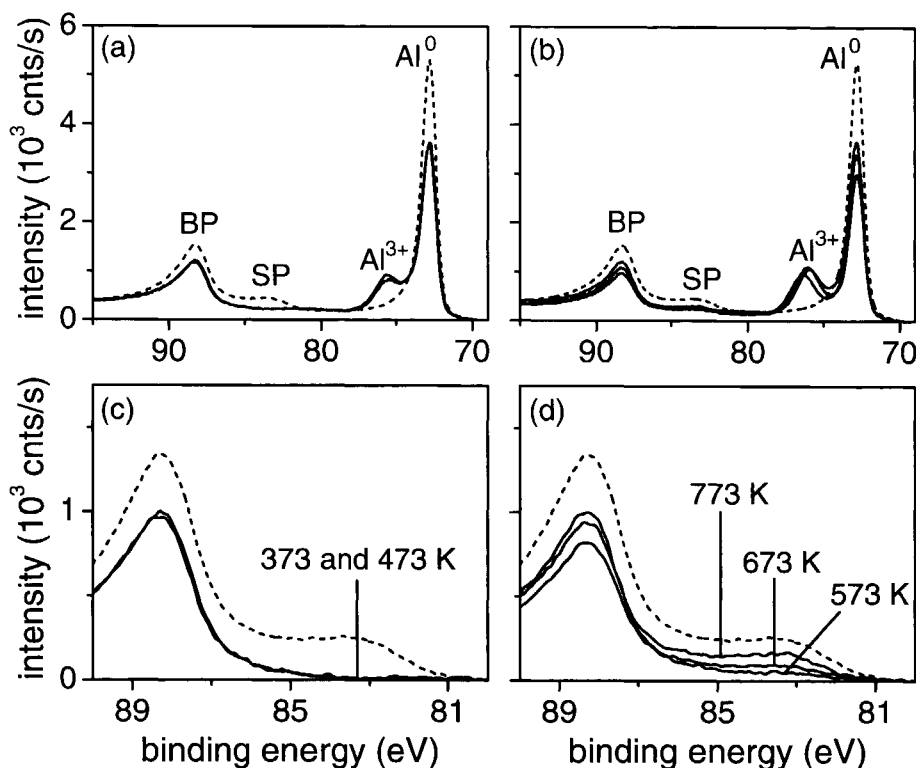 (a)
Al⁰
BP
SP
Al³⁺
intensity (10³ cnts/s)
6
4
2
0
90
80
70
(b)
Al⁰
BP
SP
Al³⁺
90
80
70
(c)
373 and 473 K
intensity (10³ cnts/s)
1
0
89
85
81
binding energy (eV)
(d)
773 K
673 K
573 K
89
85
81
binding energy (eV)